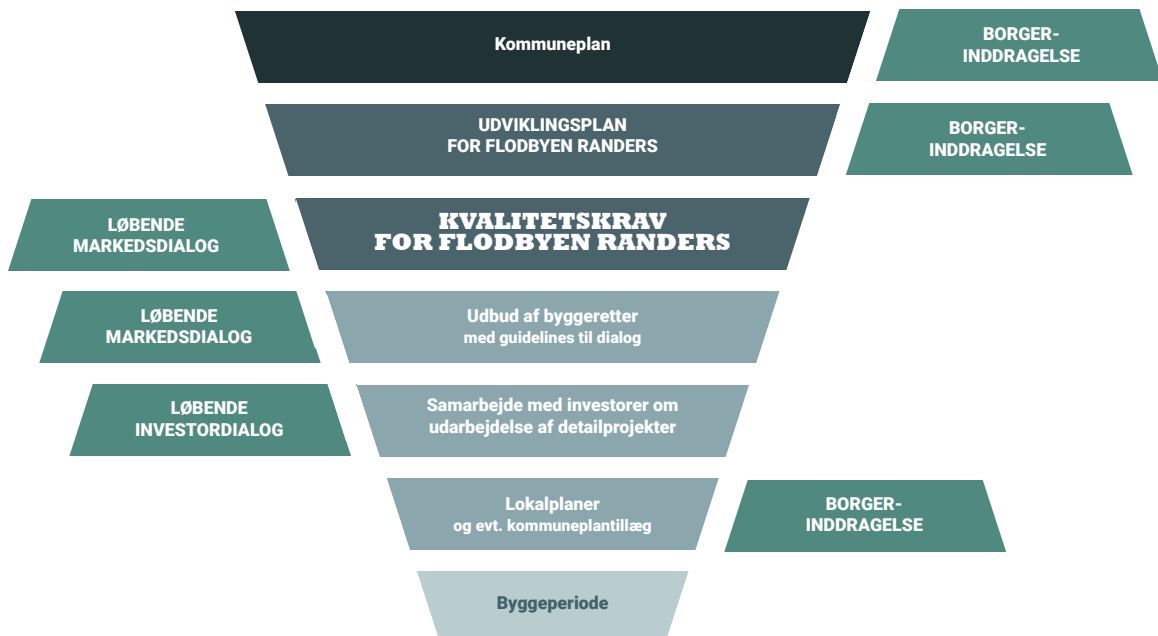 Kommuneplan
BORGER-
INDDRAGELSE
UDVIKLINGSPLAN
FOR FLODBYEN RANDERS
BORGER-
INDDRAGELSE
LØBENDE
MARKEDSDIALOG
KVALITETSKRAV
FOR FLODBYEN RANDERS
LØBENDE
MARKEDSDIALOG
Udbud af byggeretter
med guidelines til dialog
LØBENDE
INVESTORDIALOG
Samarbejde med investorer om
udarbejdelse af detailprojekter
Lokalplaner
og evt. kommuneplantillæg
BORGER-
INDDRAGELSE
Byggeperiode